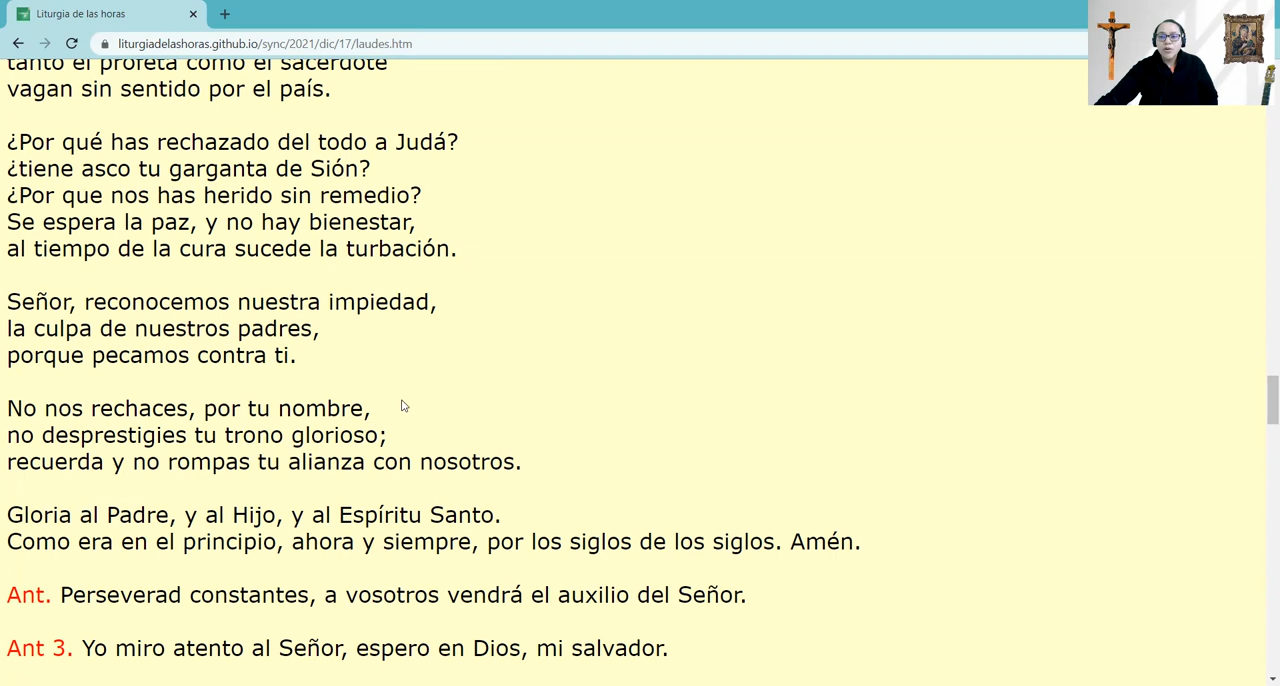 Liturgia de las horas
liturgiadelashoras.github.io/sync/2021/dic/17/laudes.htm
tanto el profeta como el sacerdote
vagan sin sentido por el país.
¿Por qué has rechazado del todo a Judá?
¿tiene asco tu garganta de Sión?
¿Por que nos has herido sin remedio?
Se espera la paz, y no hay bienestar,
al tiempo de la cura sucede la turbación.
Señor, reconocemos nuestra impiedad,
la culpa de nuestros padres,
porque pecamos contra ti.
No nos rechaces, por tu nombre,
no desprestigies tu trono glorioso;
recuerda y no rompas tu alianza con nosotros.
Gloria al Padre, y al Hijo, y al Espíritu Santo.
Como era en el principio, ahora y siempre, por los siglos de los siglos. Amén.
Ant. Perseverad constantes, a vosotros vendrá el auxilio del Señor.
Ant 3. Yo miro atento al Señor, espero en Dios, mi salvador.